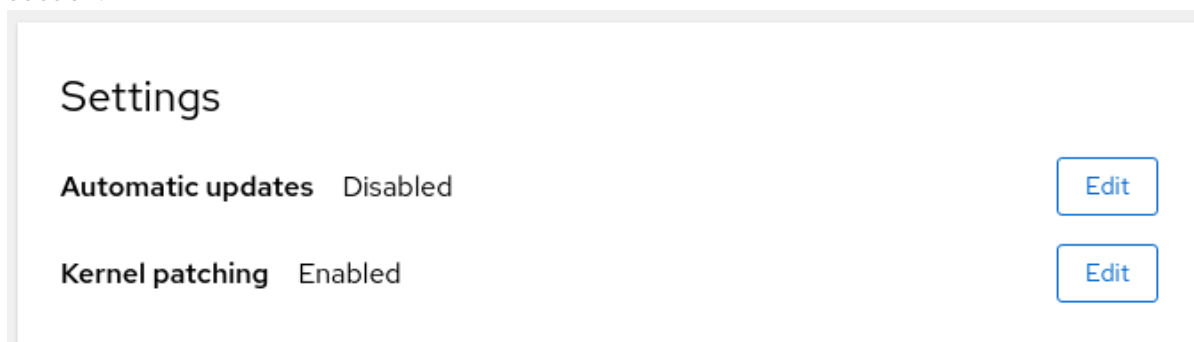 Settings
Automatic updates Disabled Edit
Kernel patching Enabled Edit